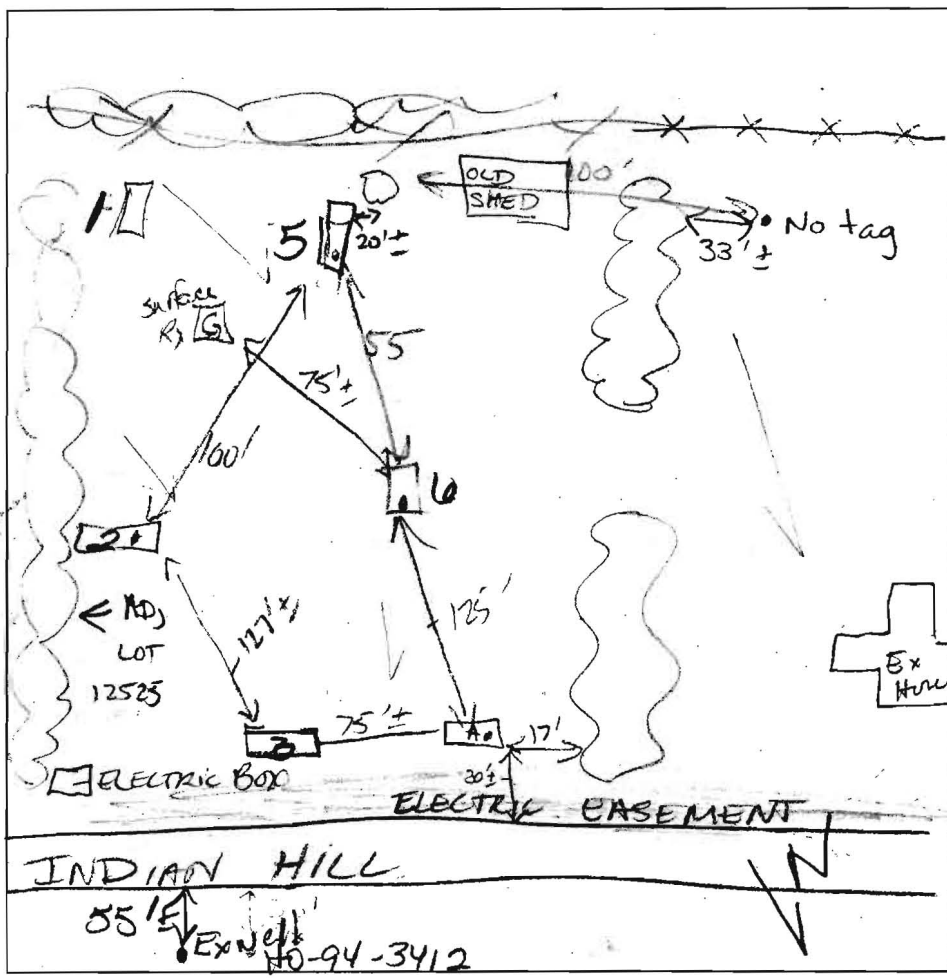 1
5
20'±
OLD
SHED
100'
33'±
No tag
surface
G
75'±
55
100'
6
2
← ADJ
LOT
12525
127'
125'
3
75'±
A
17'
30'±
Ex
ELECTRIC BOX
ELECTRIC EASEMENT
INDIAN HILL
N
55'
Ex Well
HO-94-3412